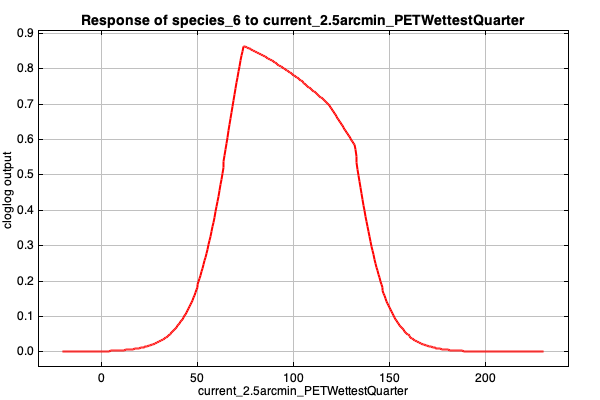 Response of species_6 to current_2.5arcmin_PETWettestQuarter
0.9
0.8
0.7
0.6
0.5
0.4
0.3
0.2
0.1
0.0
cloglog output
0 50 100 150 200
current_2.5arcmin_PETWettestQuarter